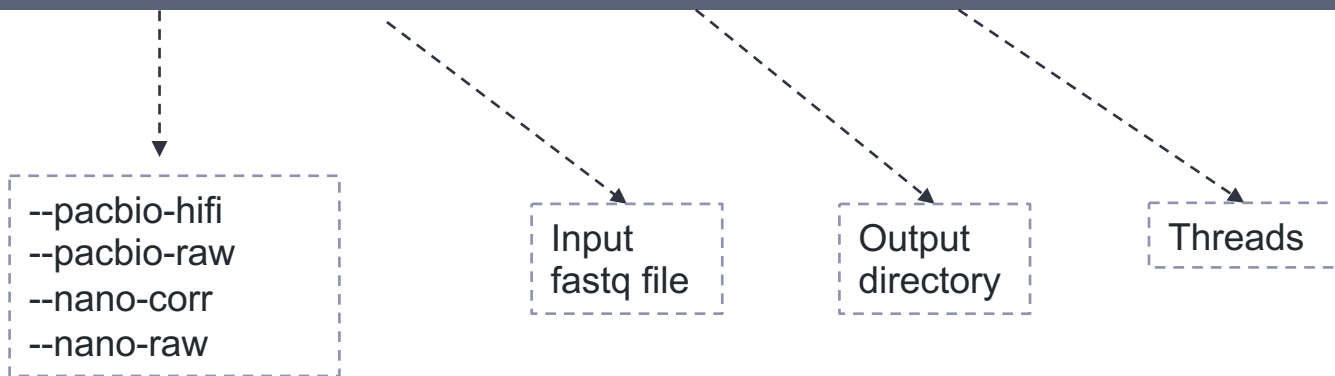 --pacbio-hifi
--pacbio-raw
--nano-corr
--nano-raw
Input
fastq file
Output
directory
Threads